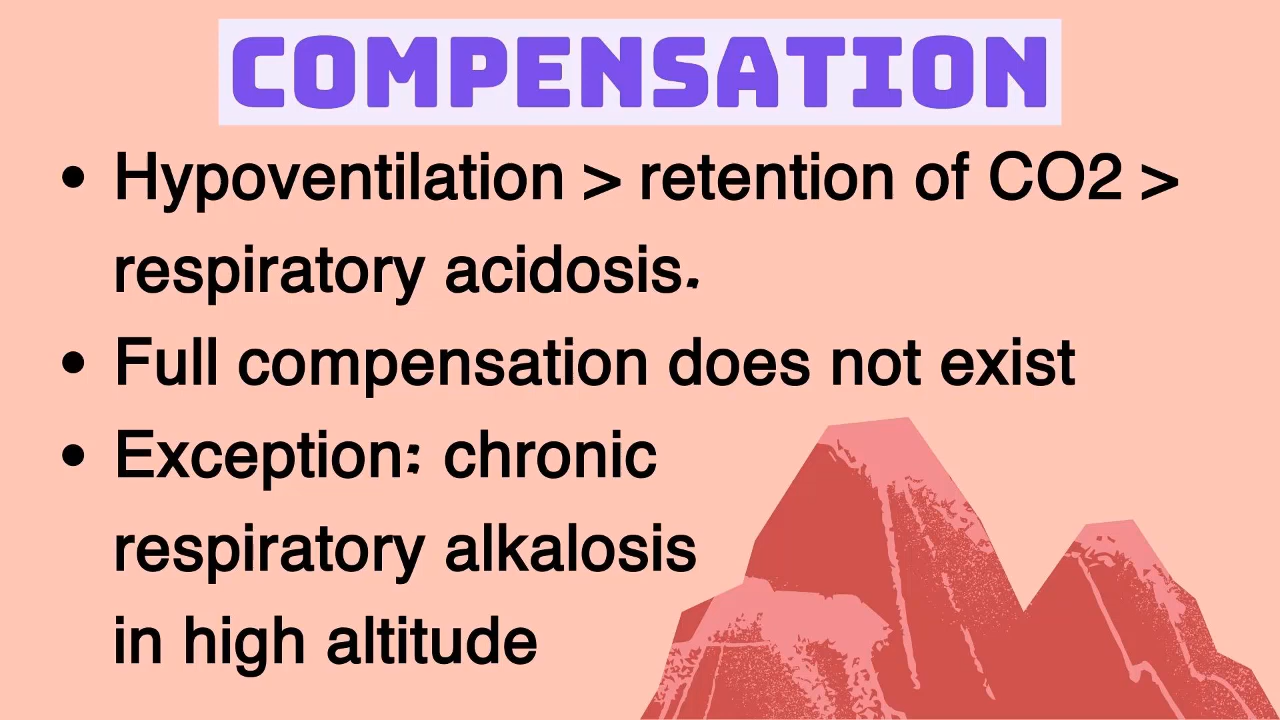 COMPENSATION
• Hypoventilation > retention of CO2 >
respiratory acidosis.
• Full compensation does not exist
• Exception: chronic
respiratory alkalosis
in high altitude